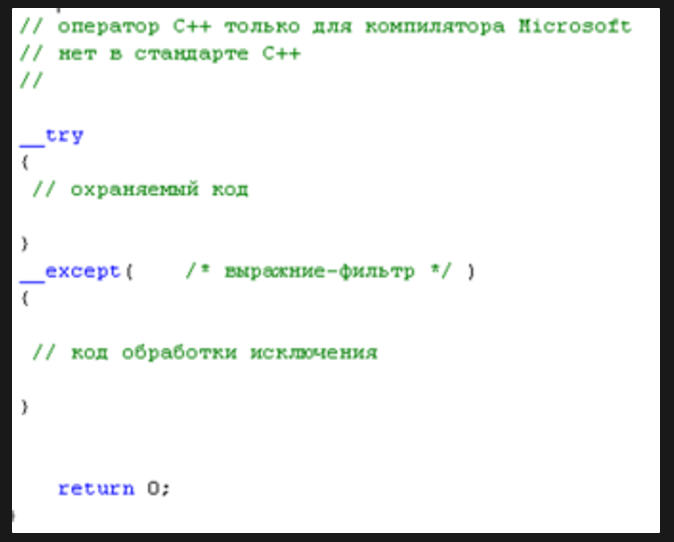 // оператор C++ только для компилятора Microsoft
// нет в стандарте C++
//
__try
{
// охраняемый код
}
__except( /* выражние-фильтр */ )
{
// код обработки исключения
}
return 0;